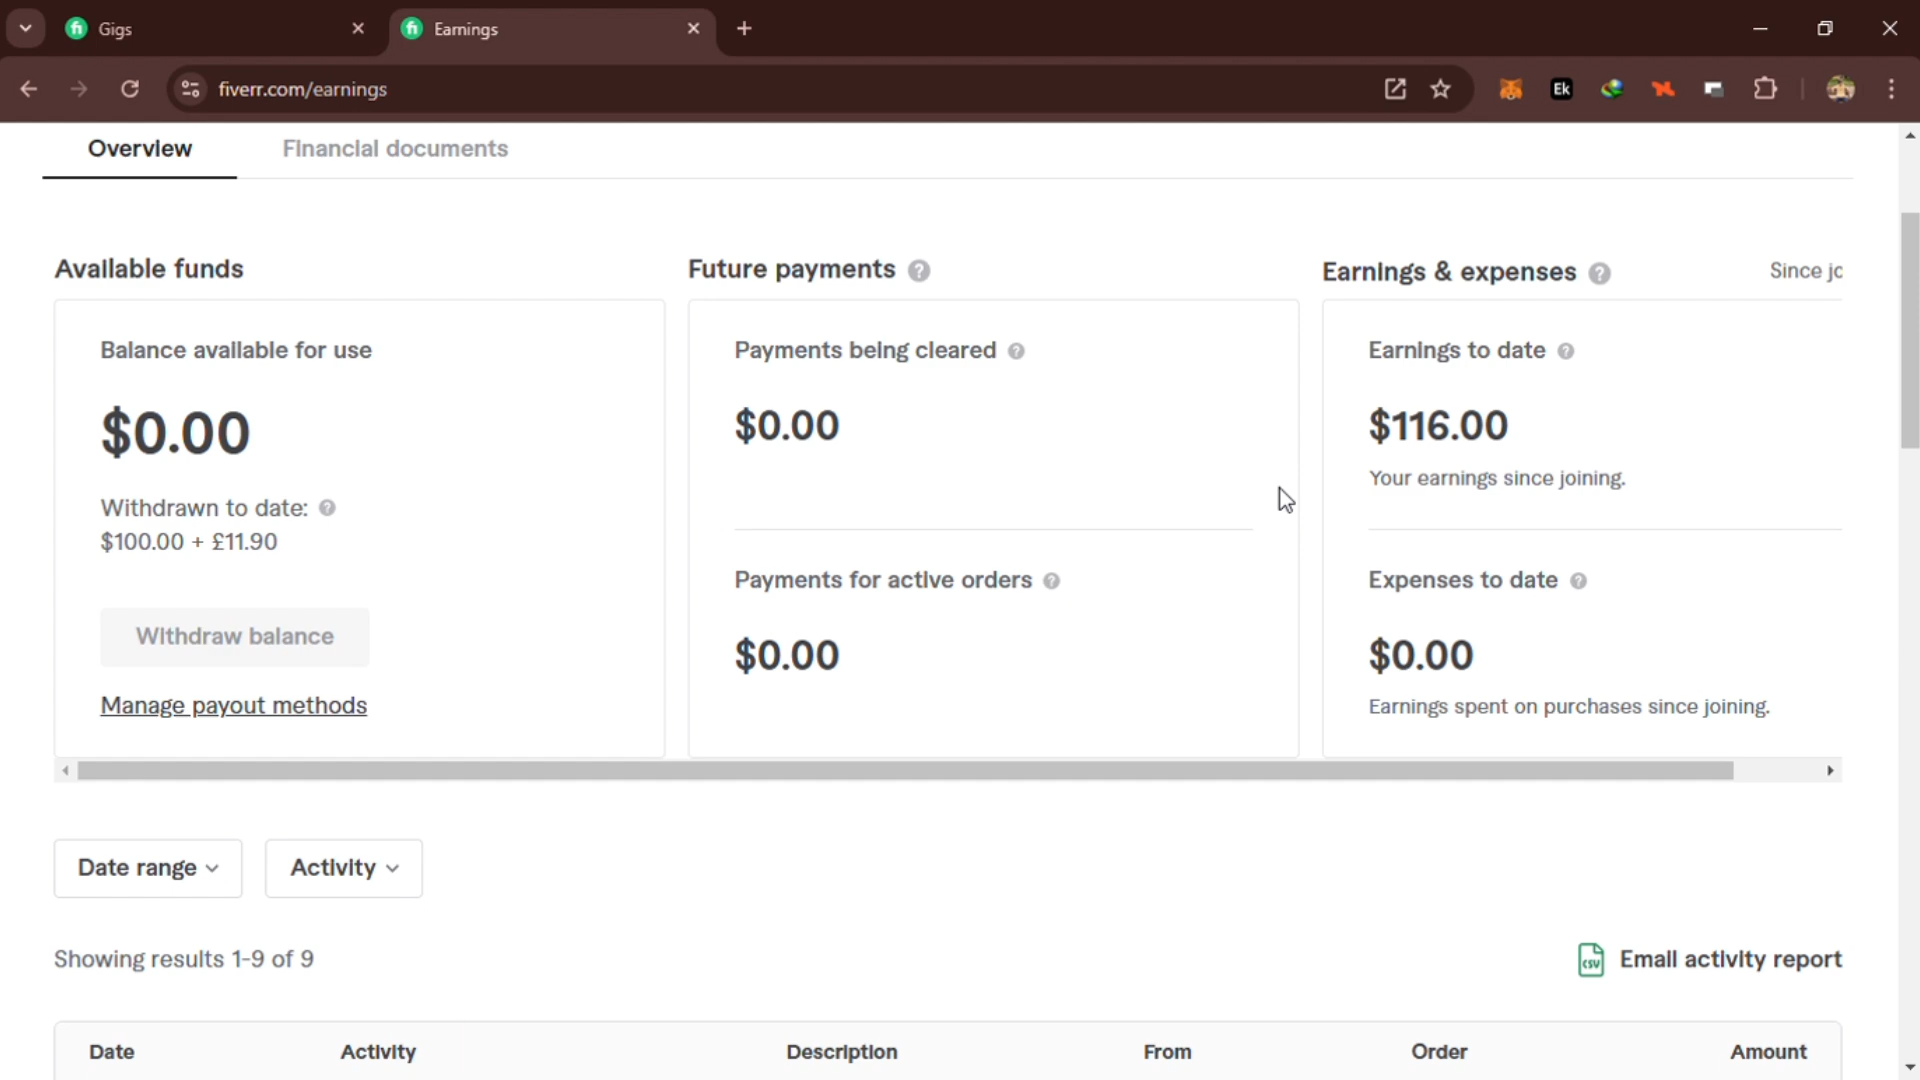 Gigs
Earnings
fiverr.com/earnings
Ek
Overview
Financial documents
Available funds
Balance available for use
$0.00
Withdrawn to date:
$100.00 + £11.90
Withdraw balance
Manage payout methods
Future payments
Payments being cleared
$0.00
Payments for active orders
$0.00
Earnings & expenses
Since jo
Earnings to date
$116.00
Your earnings since joining.
Expenses to date
$0.00
Earnings spent on purchases since joining.
Date range
Activity
Showing results 1-9 of 9
CSV
Email activity report
Date Activity Description From Order Amount